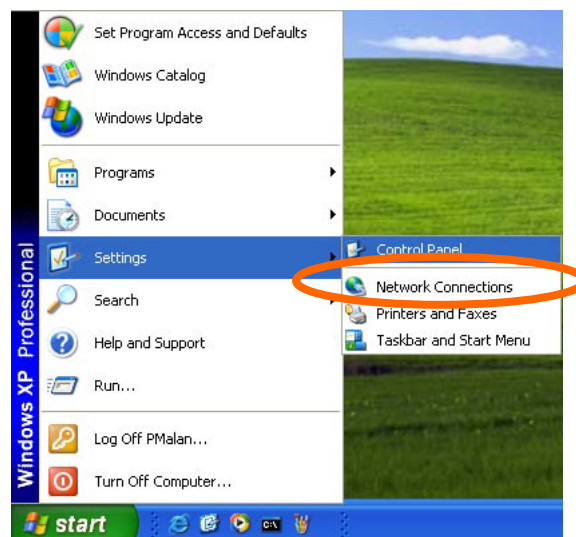 Set Program Access and Defaults
Windows Catalog
Windows Update
Programs
Documents
Settings
Search
Help and Support
Run...
Log Off PMalan...
Turn Off Computer...
Windows XP Professional
Control Panel
Network Connections
Printers and Faxes
Taskbar and Start Menu
start
C:\